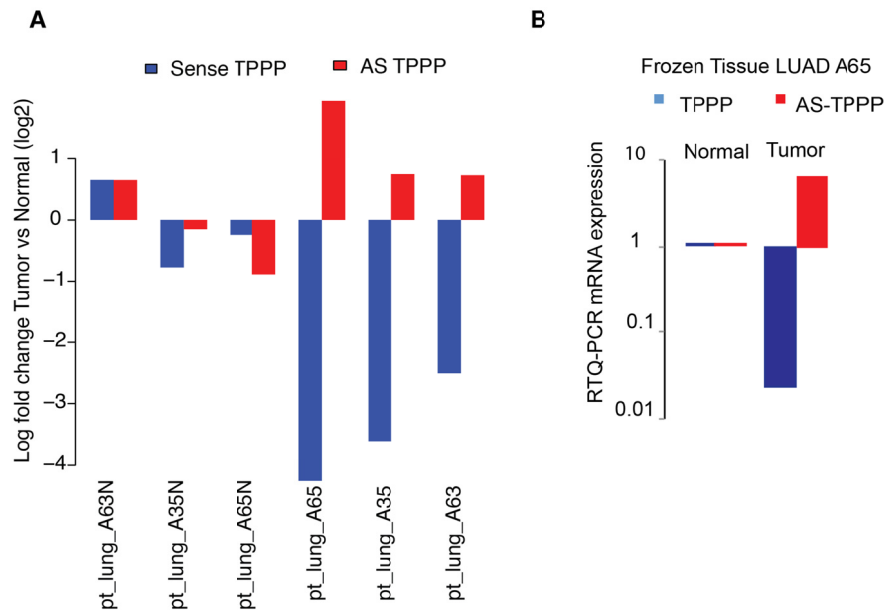 A
Sense TPPP
AS TPPP
Log fold change Tumor vs Normal (log2)
1
0
−1
−2
−3
−4
pt_lung_A63N
pt_lung_A35N
pt_lung_A65N
pt_lung_A65
pt_lung_A35
pt_lung_A63
B
Frozen Tissue LUAD A65
TPPP
AS-TPPP
Normal
Tumor
RTQ-PCR mRNA expression
10
1
0.1
0.01